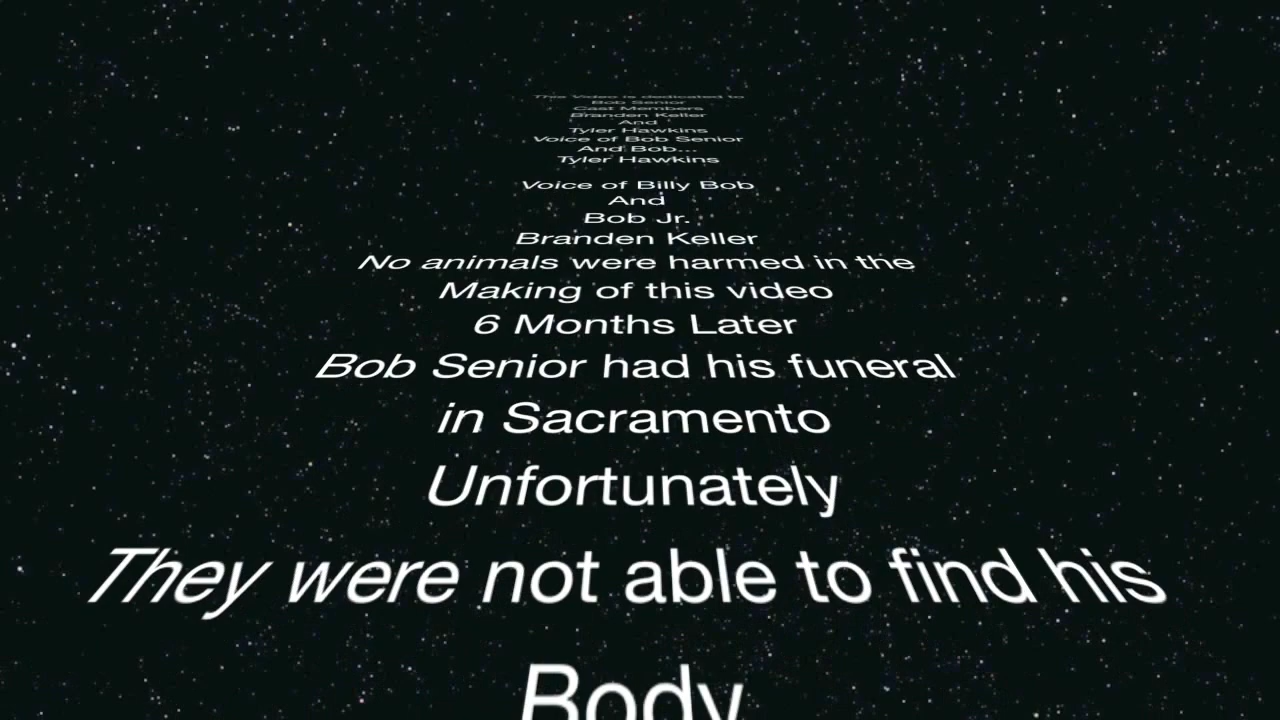 This Video is dedicated to
Bob Senior
Cast Members
Branden Keller
And
Tyler Hawkins
Voice of Bob Senior
And Bob...
Tyler Hawkins
Voice of Billy Bob
And
Bob Jr.
Branden Keller
No animals were harmed in the
Making of this video
6 Months Later
Bob Senior had his funeral
in Sacramento
Unfortunately
They were not able to find his
Body